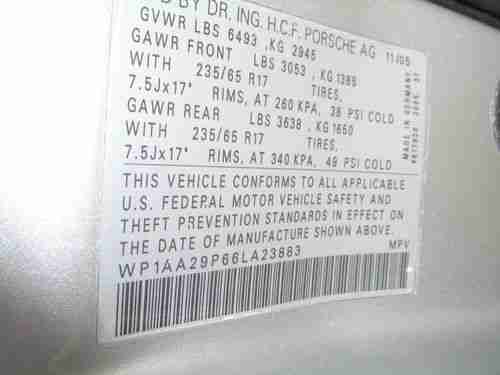 D BY DR. ING. H.C.F. PORSCHE AG 11/05
GVWR LBS 6493 ,KG 2945
GAWR FRONT LBS 3053 ,KG 1385
WITH 235/65 R17 TIRES,
7.5Jx17" RIMS, AT 260 KPA, 38 PSI COLD
GAWR REAR LBS 3638 ,KG 1650
WITH 235/65 R17 TIRES,
7.5Jx17" RIMS, AT 340 KPA, 49 PSI COLD
THIS VEHICLE CONFORMS TO ALL APPLICABLE
U.S. FEDERAL MOTOR VEHICLE SAFETY AND
THEFT PREVENTION STANDARDS IN EFFECT ON
THE DATE OF MANUFACTURE SHOWN ABOVE.
WP1AA29P66LA23883 MPV
MADE IN GERMANY